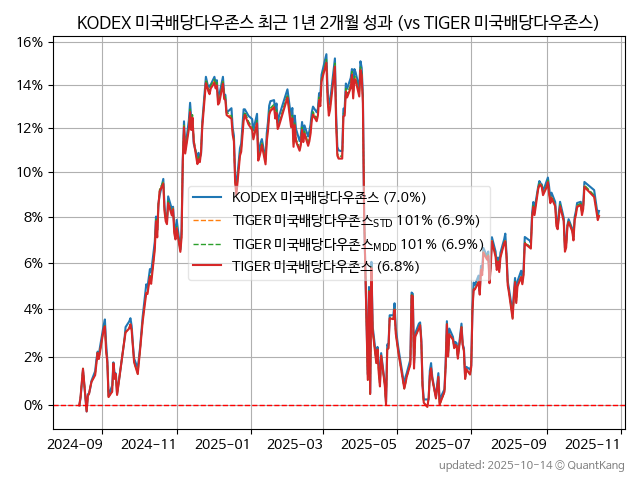 KODEX 미국배당다우존스 최근 1년 2개월 성과 (vs TIGER 미국배당다우존스)
16%
14%
12%
10%
8%
6%
4%
2%
0%
KODEX 미국배당다우존스 (7.0%)
TIGER 미국배당다우존스STD 101% (6.9%)
TIGER 미국배당다우존스MDD 101% (6.9%)
TIGER 미국배당다우존스 (6.8%)
2024-09 2024-11 2025-01 2025-03 2025-05 2025-07 2025-09 2025-11
updated: 2025-10-14 © QuantKang